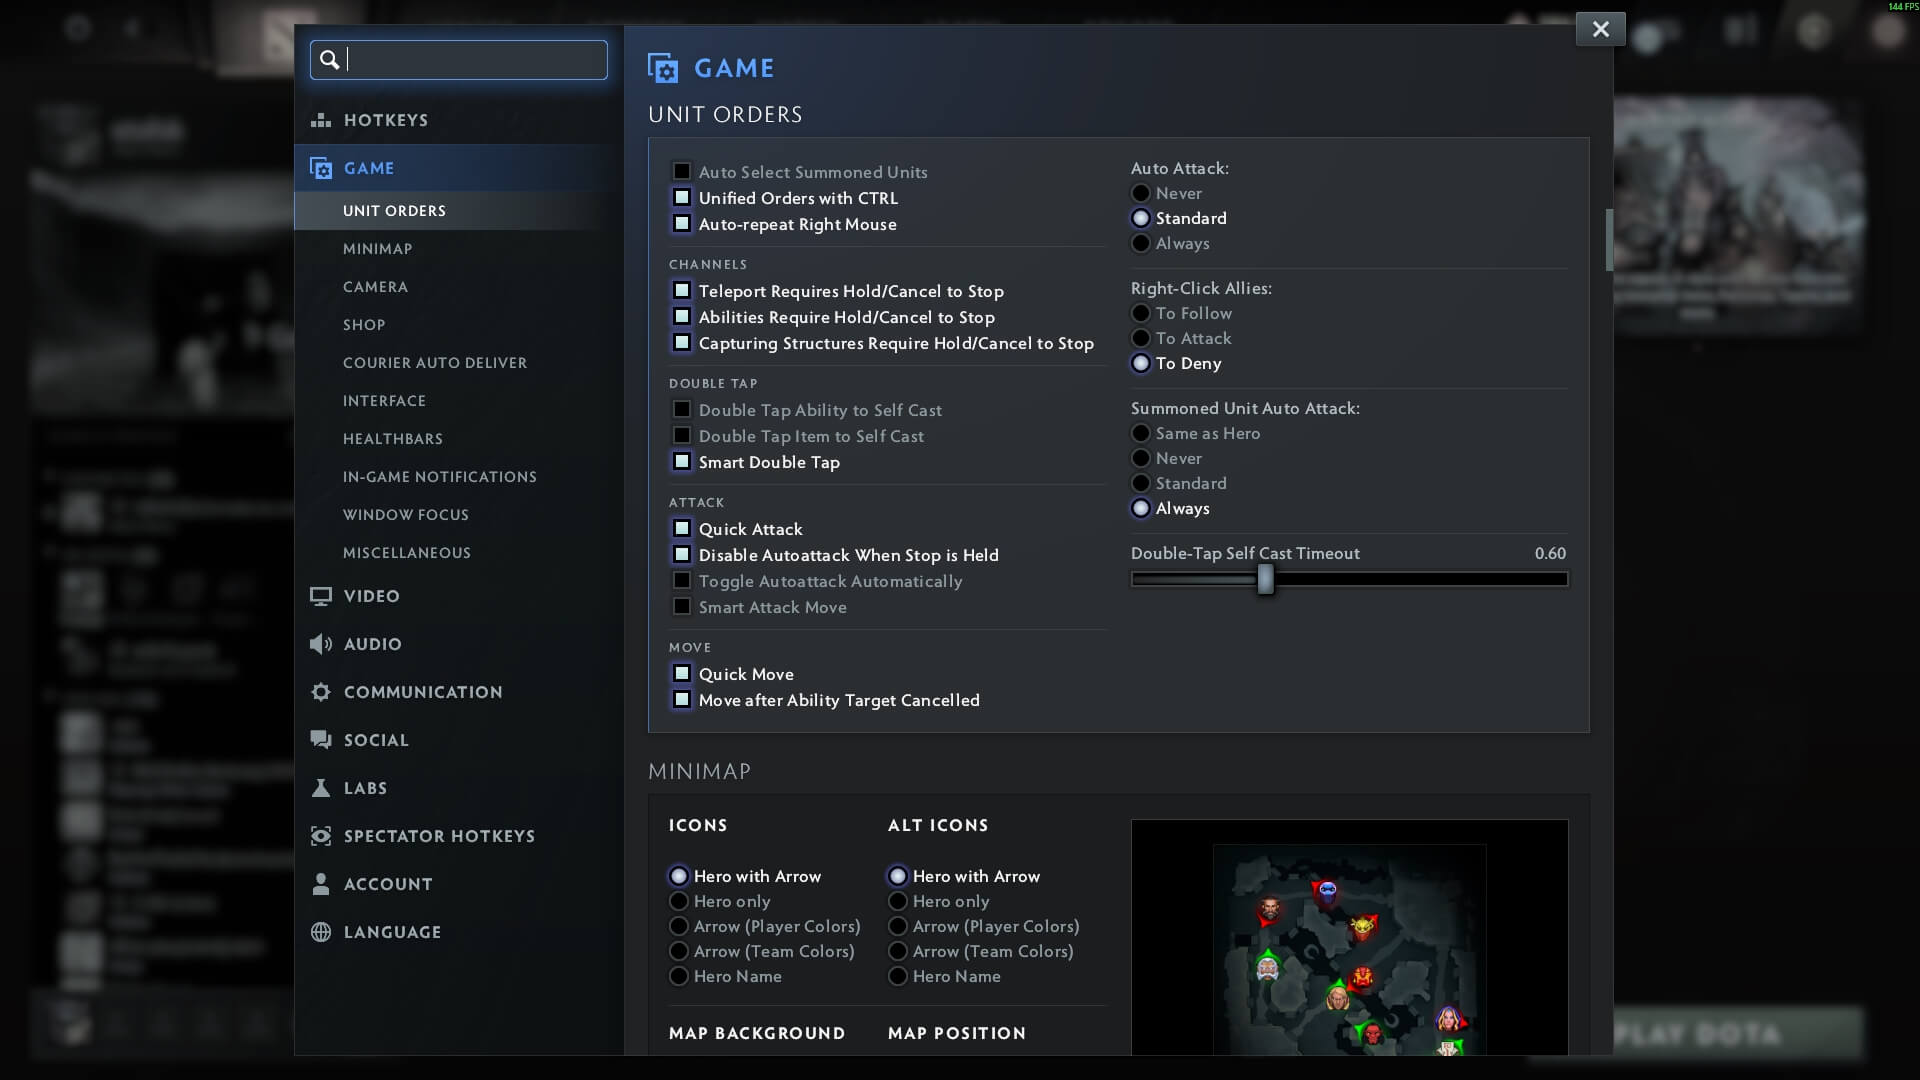 144 FPS
HOTKEYS
GAME
UNIT ORDERS
MINIMAP
CAMERA
SHOP
COURIER AUTO DELIVER
INTERFACE
HEALTHBARS
IN-GAME NOTIFICATIONS
WINDOW FOCUS
MISCELLANEOUS
VIDEO
AUDIO
COMMUNICATION
SOCIAL
LABS
SPECTATOR HOTKEYS
ACCOUNT
LANGUAGE
GAME
UNIT ORDERS
Auto Select Summoned Units
Unified Orders with CTRL
Auto-repeat Right Mouse
CHANNELS
Teleport Requires Hold/Cancel to Stop
Abilities Require Hold/Cancel to Stop
Capturing Structures Require Hold/Cancel to Stop
DOUBLE TAP
Double Tap Ability to Self Cast
Double Tap Item to Self Cast
Smart Double Tap
ATTACK
Quick Attack
Disable Autoattack When Stop is Held
Toggle Autoattack Automatically
Smart Attack Move
MOVE
Quick Move
Move after Ability Target Cancelled
Auto Attack:
Never
Standard
Always
Right-Click Allies:
To Follow
To Attack
To Deny
Summoned Unit Auto Attack:
Same as Hero
Never
Standard
Always
Double-Tap Self Cast Timeout 0.60
MINIMAP
ICONS
Hero with Arrow
Hero only
Arrow (Player Colors)
Arrow (Team Colors)
Hero Name
ALT ICONS
Hero with Arrow
Hero only
Arrow (Player Colors)
Arrow (Team Colors)
Hero Name
MAP BACKGROUND
MAP POSITION
PLAY DOTA